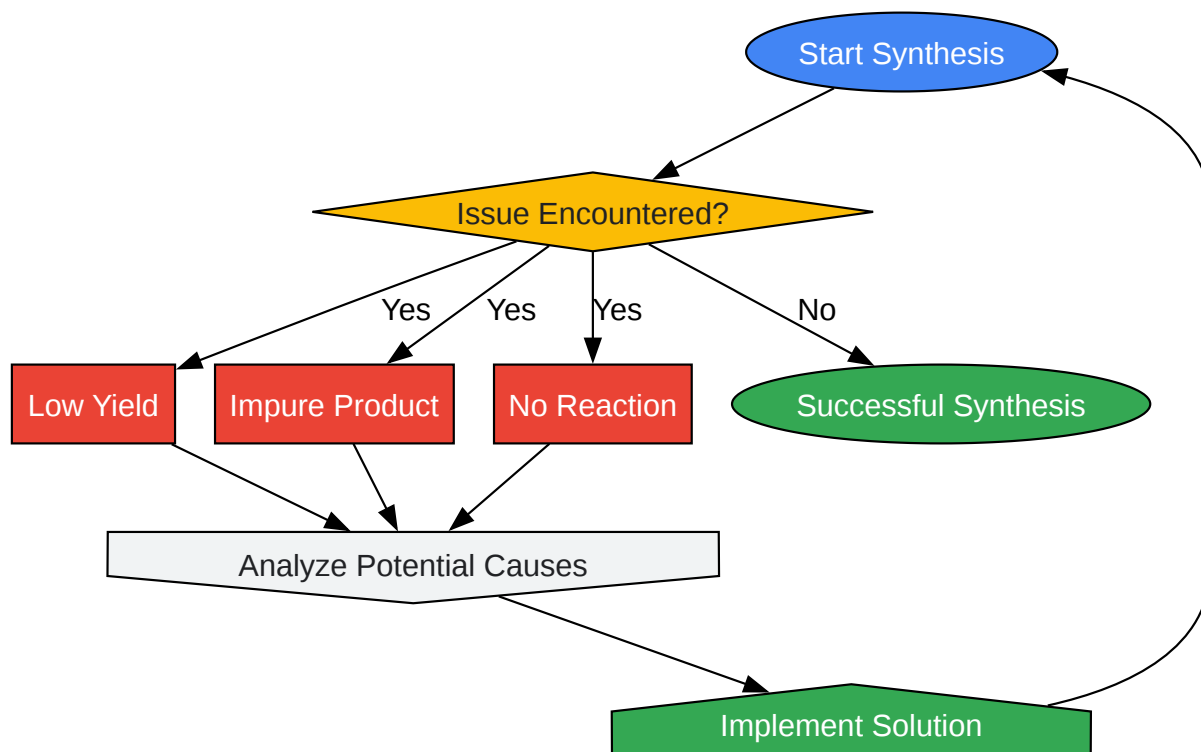 Start Synthesis
Issue Encountered?
Yes
Yes
Yes
No
Low Yield
Impure Product
No Reaction
Successful Synthesis
Analyze Potential Causes
Implement Solution